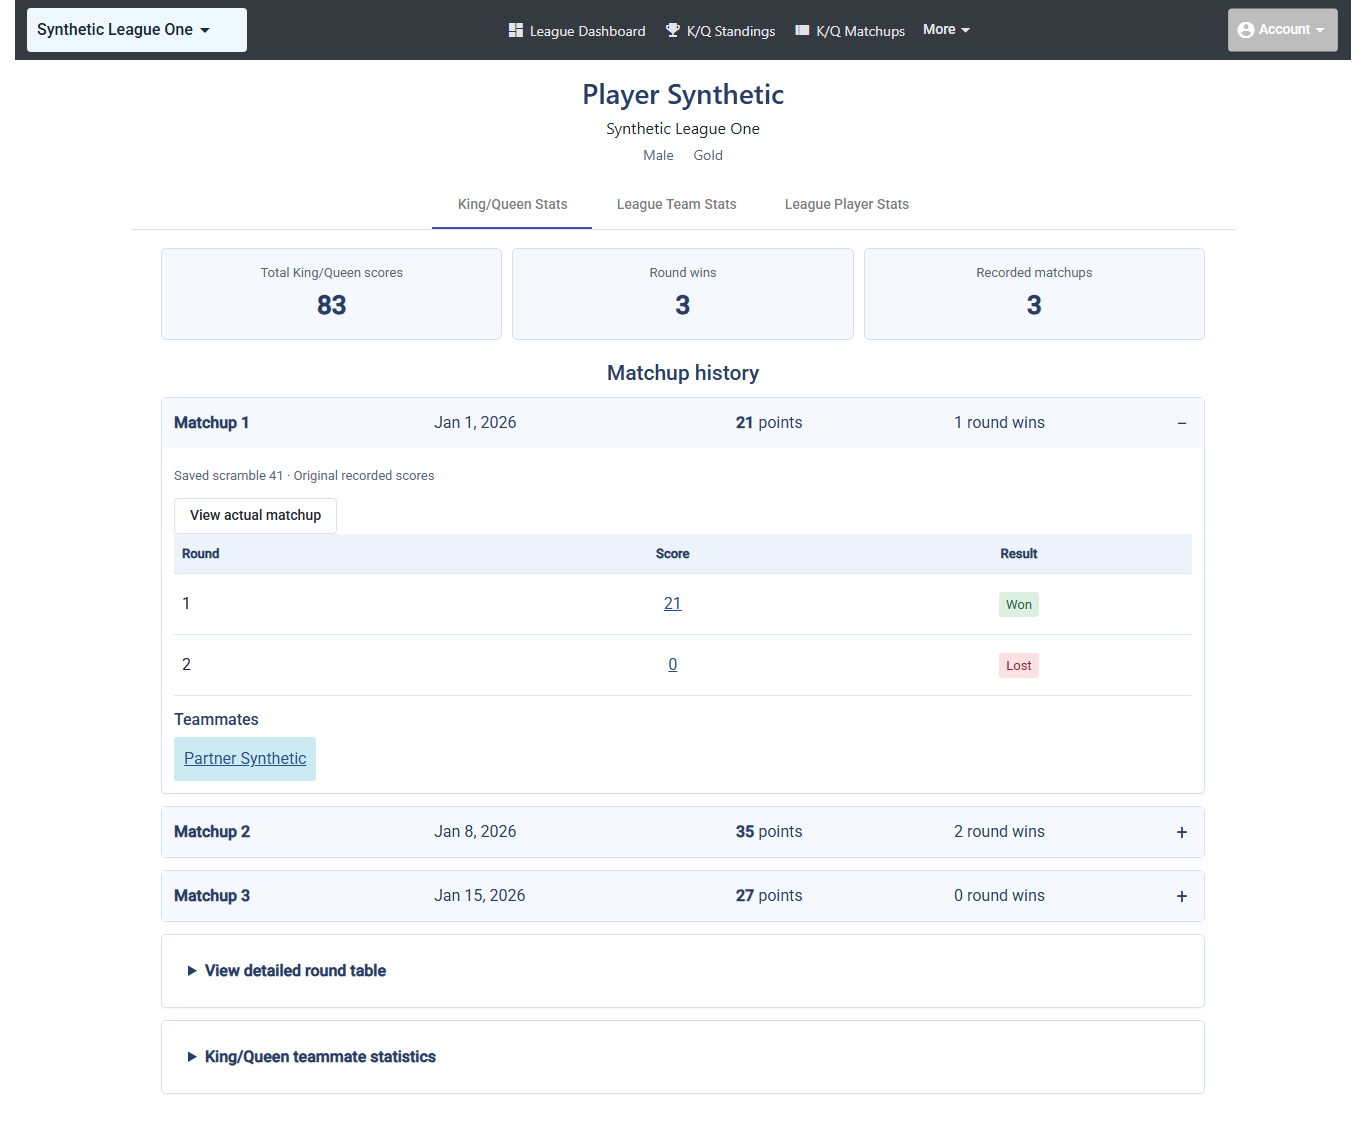 Synthetic League One
League Dashboard
K/Q Standings
K/Q Matchups
More
Account
Player Synthetic
Synthetic League One
Male Gold
King/Queen Stats
League Team Stats
League Player Stats
Total King/Queen scores
83
Round wins
3
Recorded matchups
3
Matchup history
Matchup 1 Jan 1, 2026 21 points 1 round wins −
Saved scramble 41 · Original recorded scores
View actual matchup
Round Score Result
1 21 Won
2 0 Lost
Teammates
Partner Synthetic
Matchup 2 Jan 8, 2026 35 points 2 round wins +
Matchup 3 Jan 15, 2026 27 points 0 round wins +
View detailed round table
King/Queen teammate statistics